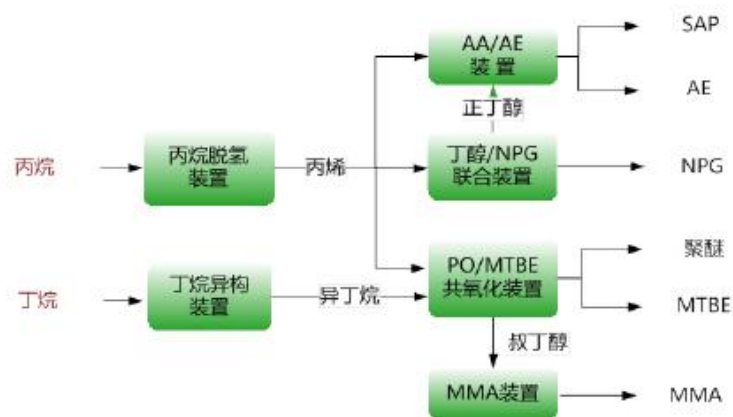 AA/AE
装 置
SAP
AE
正丁醇
丙烷
丙烷脱氢
装置
丙烯
丁醇/NPG
联合装置
NPG
丁烷
丁烷异构
装置
异丁烷
PO/MTBE
共氧化装置
聚醚
MTBE
叔丁醇
MMA装置
MMA